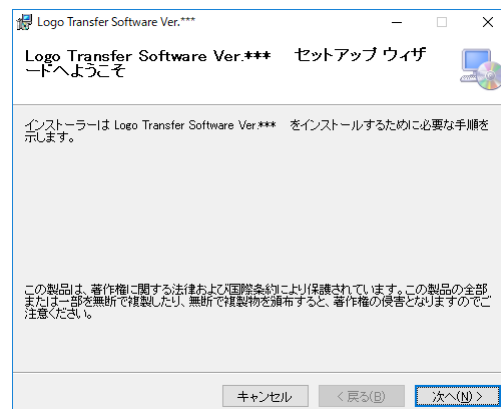 Logo Transfer Software Ver.***
Logo Transfer Software Ver.*** セットアップ ウィザ
ードへようこそ
インストーラーは Logo Transfer Software Ver.*** をインストールするために必要な手順を
示します。
この製品は、著作権に関する法律および国際条約により保護されています。この製品の全部
または一部を無断で複製したり、無断で複製物を頒布すると、著作権の侵害となりますのでご
注意ください。
キャンセル < 戻る(B) 次へ(N) >